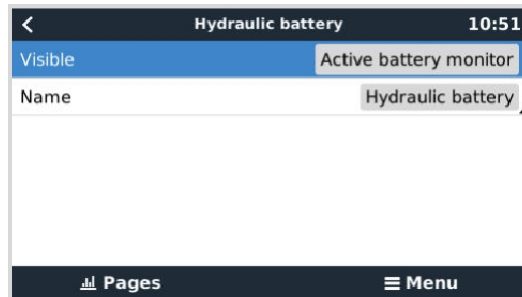 Hydraulic battery 10:51
Visible Active battery monitor
Name Hydraulic battery
Pages Menu